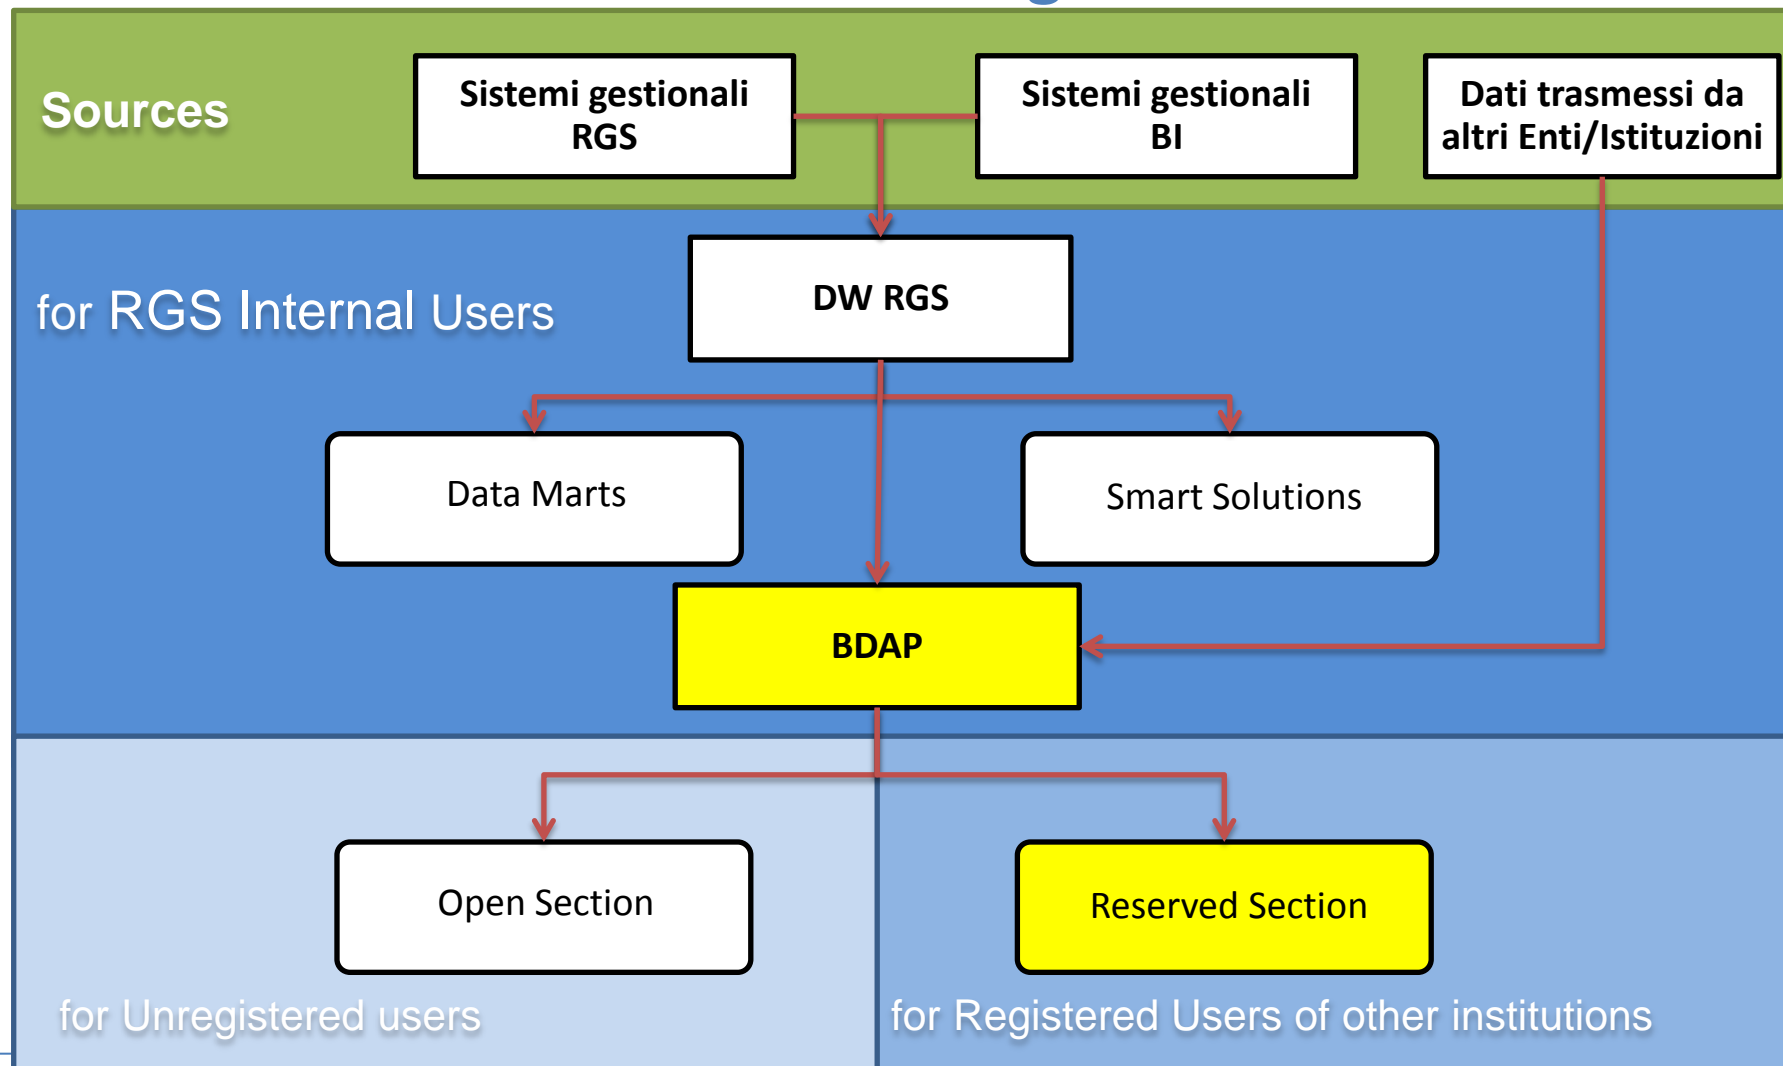 Sources
Sistemi gestionali
RGS
Sistemi gestionali
BI
Dati trasmessi da
altri Enti/Istituzioni
for RGS Internal Users
DW RGS
Data Marts
Smart Solutions
BDAP
Open Section
Reserved Section
for Unregistered users
for Registered Users of other institutions